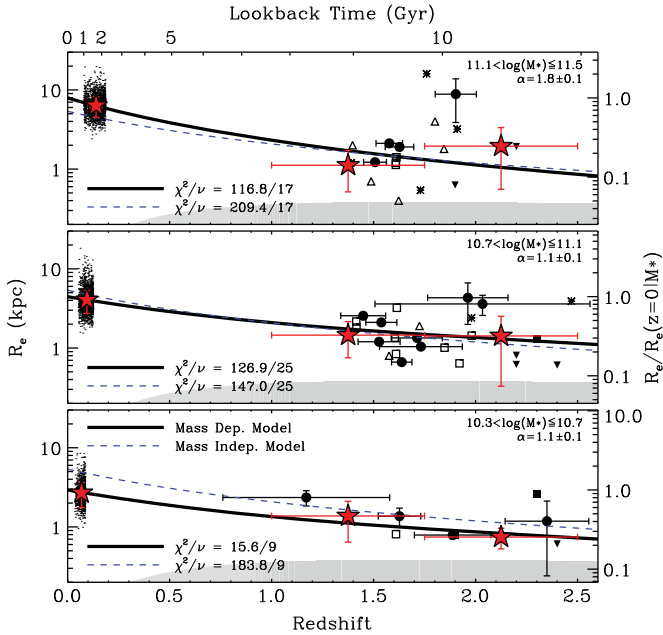 Lookback Time (Gyr)
0 1 2 5 10
11.1<log(M*)≦11.5
α=1.8±0.1
10
1
1.0
0.1
χ²/ν = 116.8/17
χ²/ν = 209.4/17
10.7<log(M*)≦11.1
α=1.1±0.1
10
1
1.0
0.1
χ²/ν = 126.9/25
χ²/ν = 147.0/25
R_e (kpc)
R_e/R_e(z=0|M*)
Mass Dep. Model
Mass Indep. Model
10.3<log(M*)≦10.7
α=1.1±0.1
10
1
10.0
1.0
0.1
χ²/ν = 15.6/9
χ²/ν = 183.8/9
0.0 0.5 1.0 1.5 2.0 2.5
Redshift